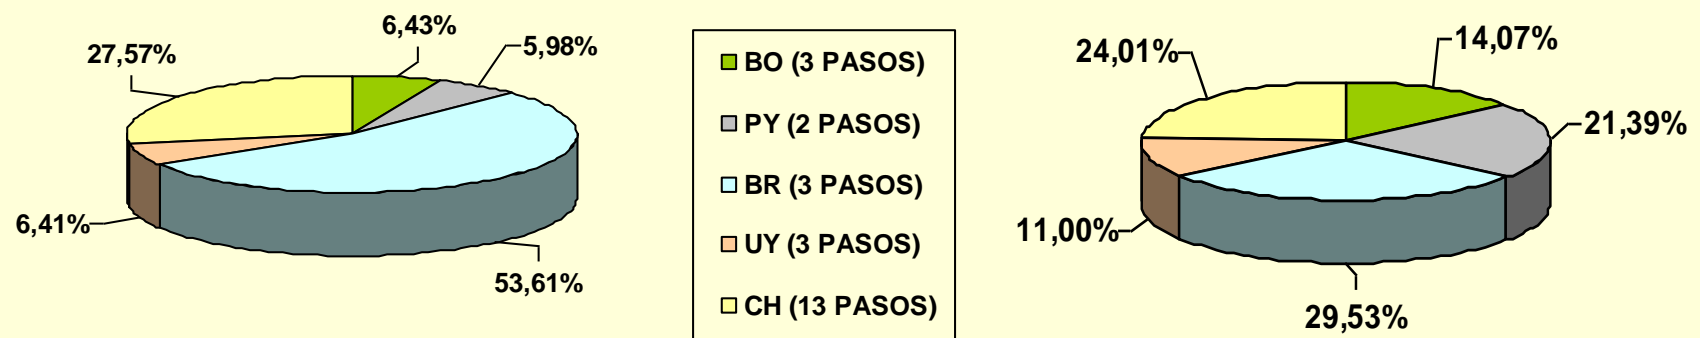 6,43%
5,98%
27,57%
6,41%
53,61%
BO (3 PASOS)
PY (2 PASOS)
BR (3 PASOS)
UY (3 PASOS)
CH (13 PASOS)
14,07%
24,01%
21,39%
11,00%
29,53%